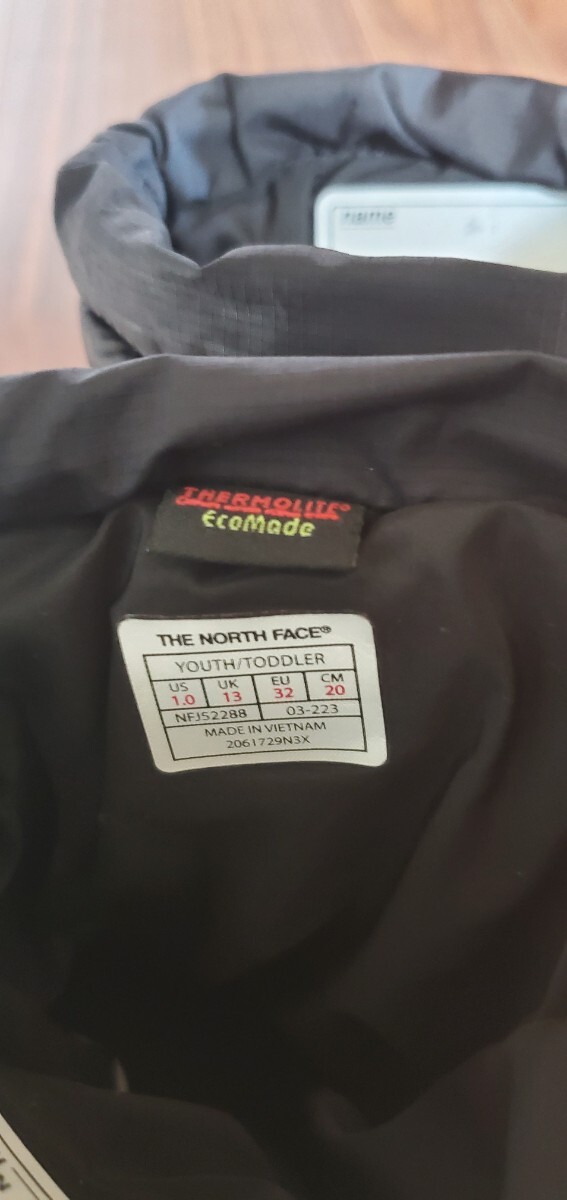 name
THERMOLITE®
EcoMade
THE NORTH FACE®
YOUTH/TODDLER
US UK EU CM
1.0 13 32 20
NFJ52288 03-223
MADE IN VIETNAM
2061729N3X